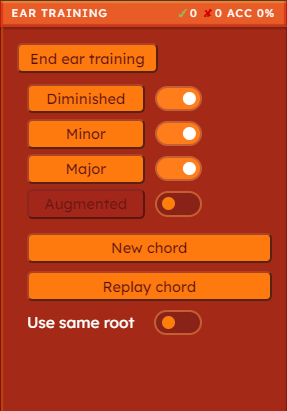 EAR TRAINING ✓0 ✘0 ACC 0%
End ear training
Diminished
Minor
Major
Augmented
New chord
Replay chord
Use same root